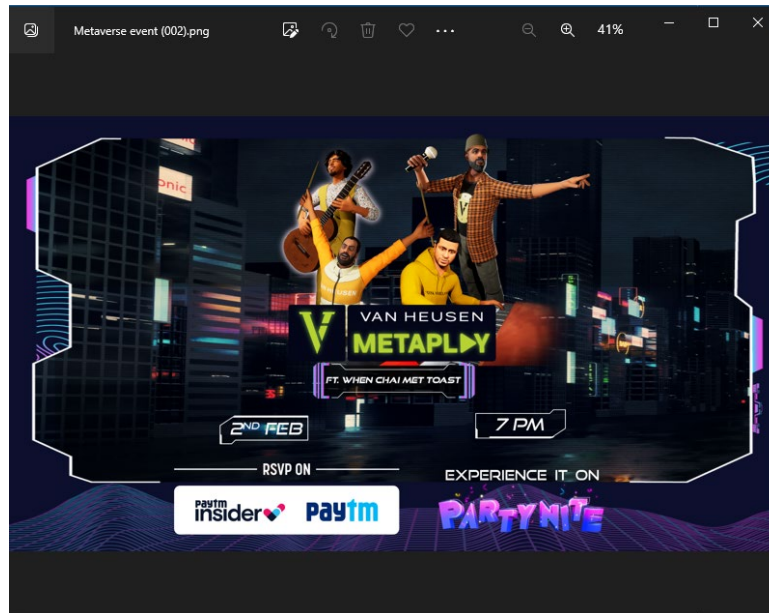 Metaverse event (002).png
41%
onic
V
VAN HEUSEN
METAPLAY
FT. WHEN CHAI MET TOAST
2ND FEB
7 PM
RSVP ON
EXPERIENCE IT ON
paytm
insider
paytm
PARTYNITE